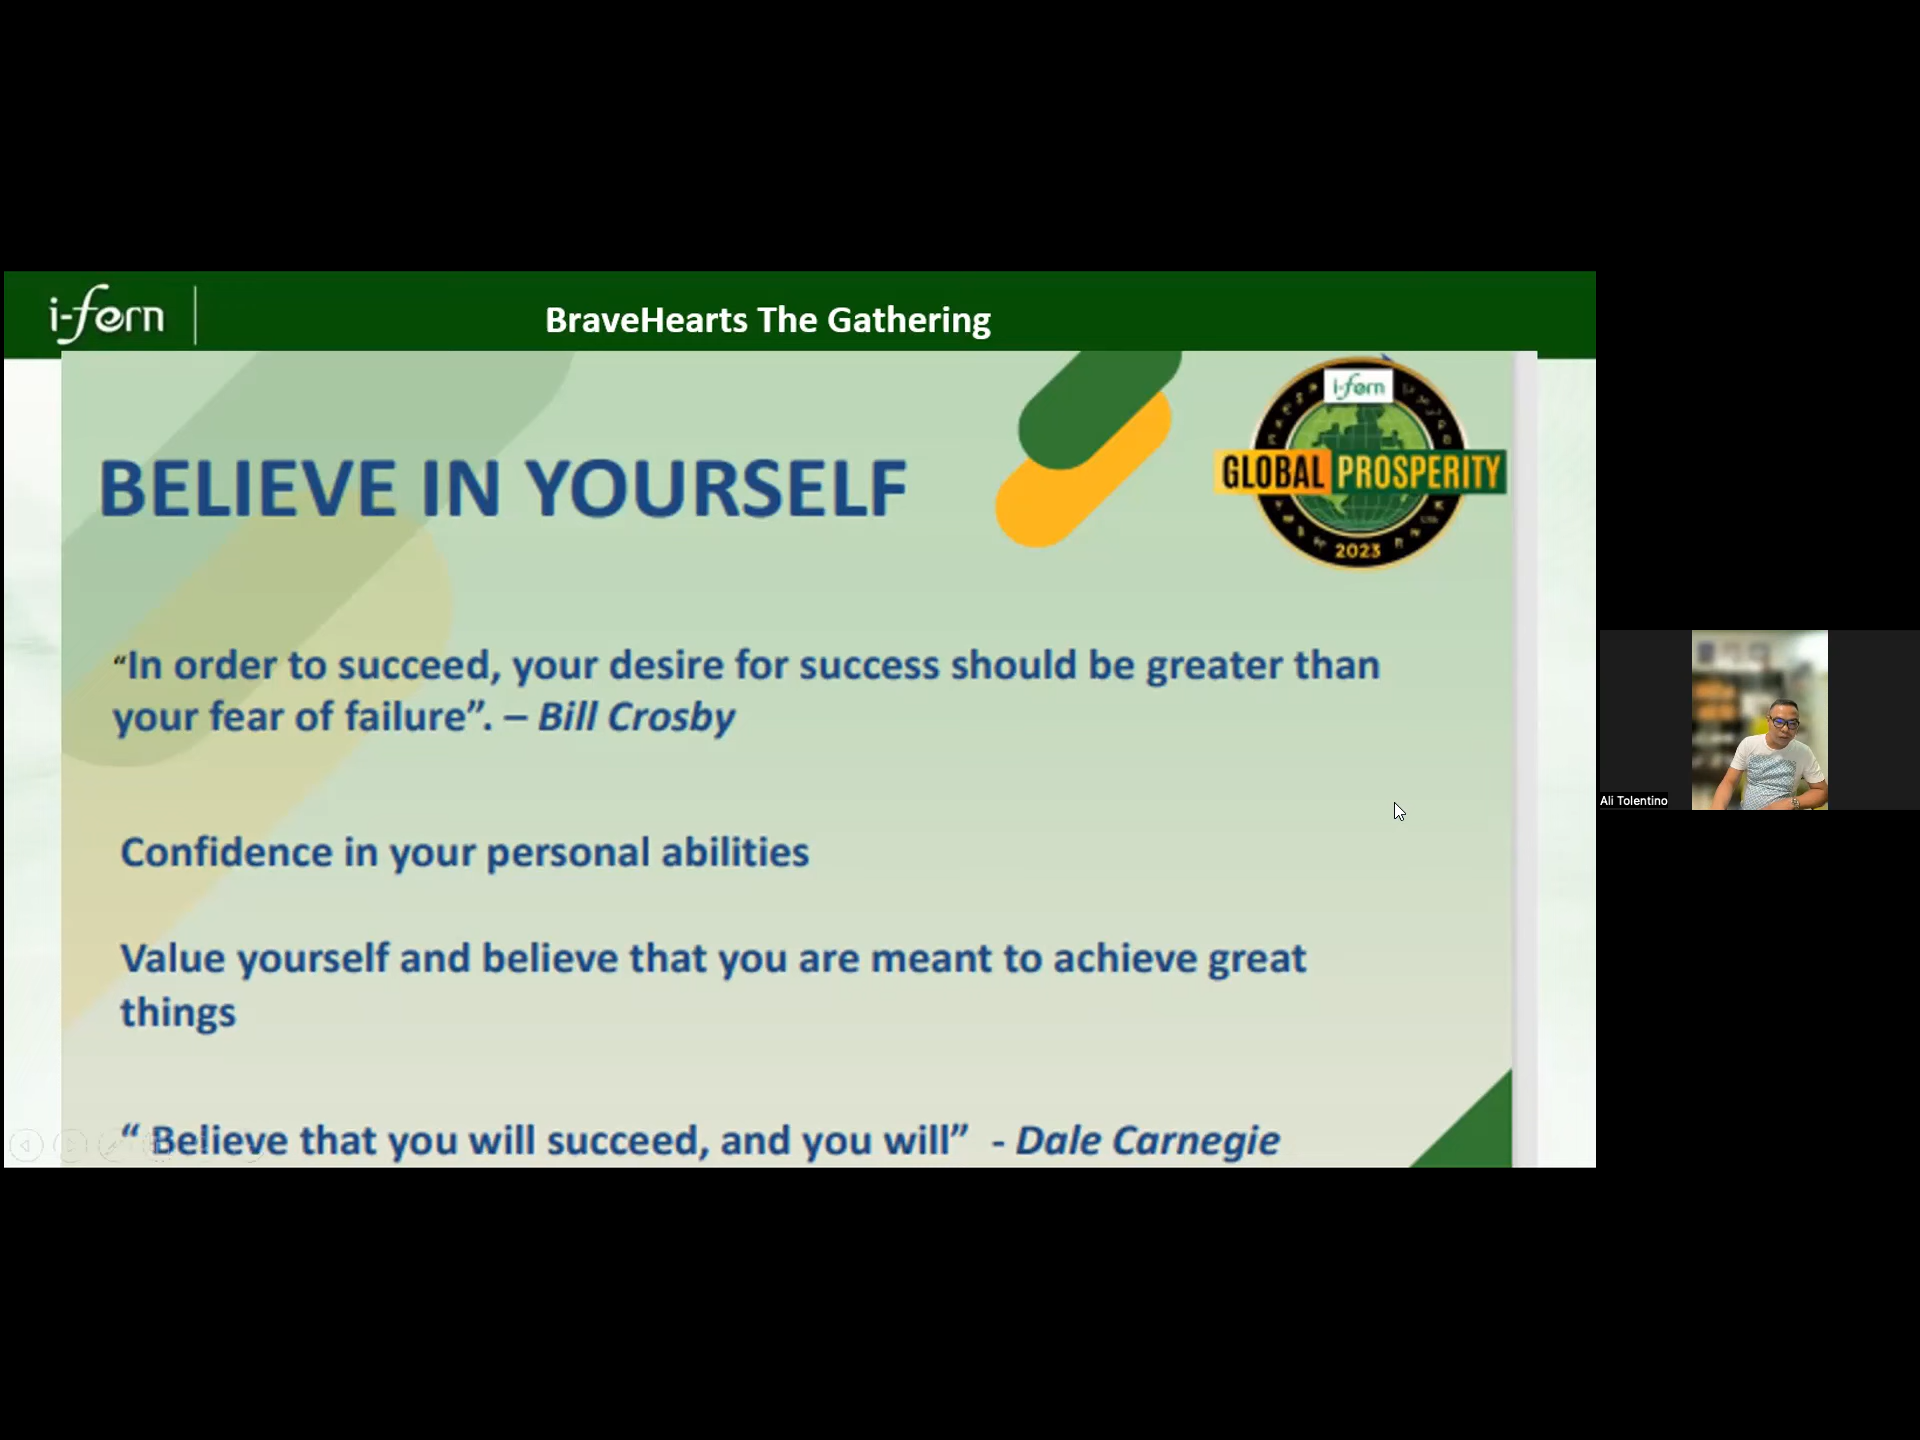 i-fern
BraveHearts The Gathering
i-fern
BELIEVE IN YOURSELF
GLOBAL PROSPERITY
2023
“In order to succeed, your desire for success should be greater than
your fear of failure”. – Bill Crosby
Ali Tolentino
Confidence in your personal abilities
Value yourself and believe that you are meant to achieve great
things
“ Believe that you will succeed, and you will”  - Dale Carnegie